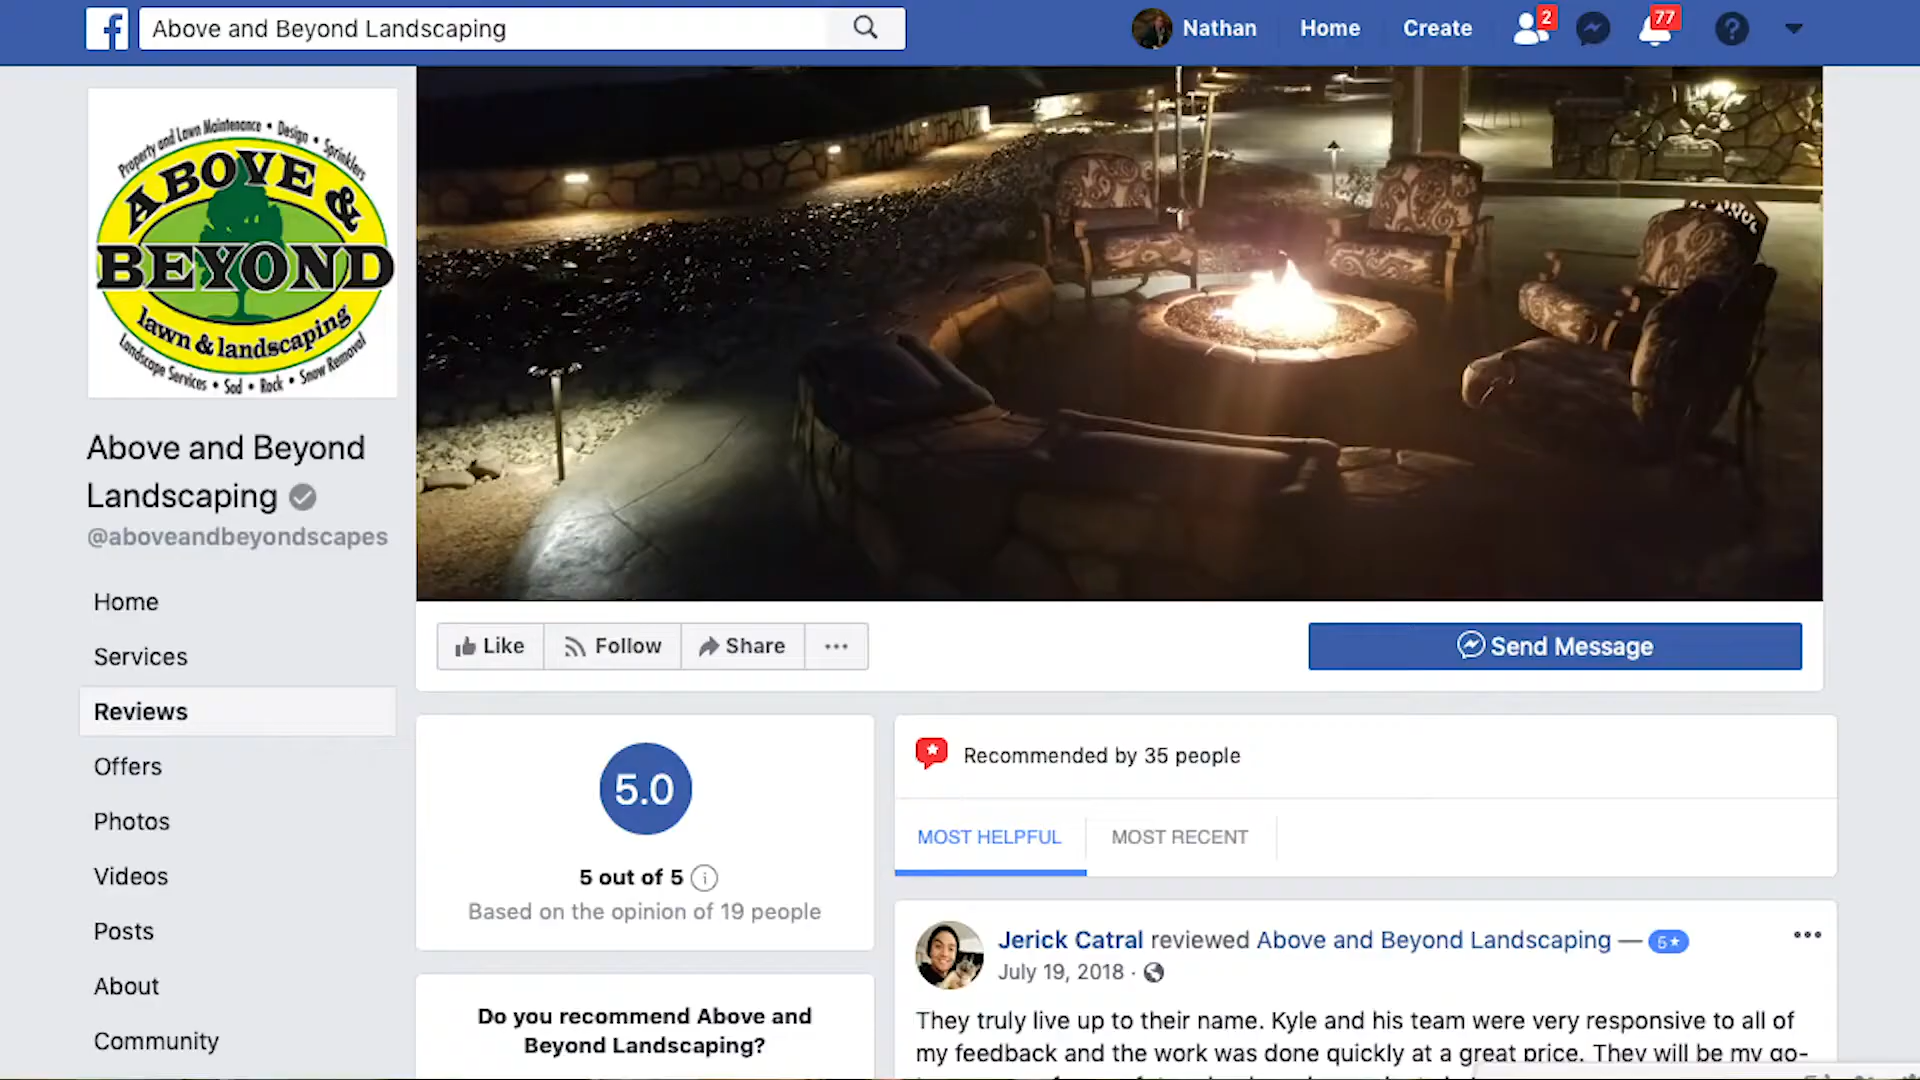 Above and Beyond Landscaping
Nathan
Home
Create
2
77
Property and Lawn Maintenance • Design • Sprinklers
ABOVE &
BEYOND
lawn & landscaping
Landscape Services • Sod • Rock • Snow Removal
Above and Beyond
Landscaping
@aboveandbeyondscapes
Home
Services
Reviews
Offers
Photos
Videos
Posts
About
Community
Like
Follow
Share
Send Message
5.0
5 out of 5
Based on the opinion of 19 people
Do you recommend Above and
Beyond Landscaping?
Recommended by 35 people
MOST HELPFUL
MOST RECENT
Jerick Catral reviewed Above and Beyond Landscaping — 5★
July 19, 2018 ·
They truly live up to their name. Kyle and his team were very responsive to all of
my feedback and the work was done quickly at a great price. They will be my go-